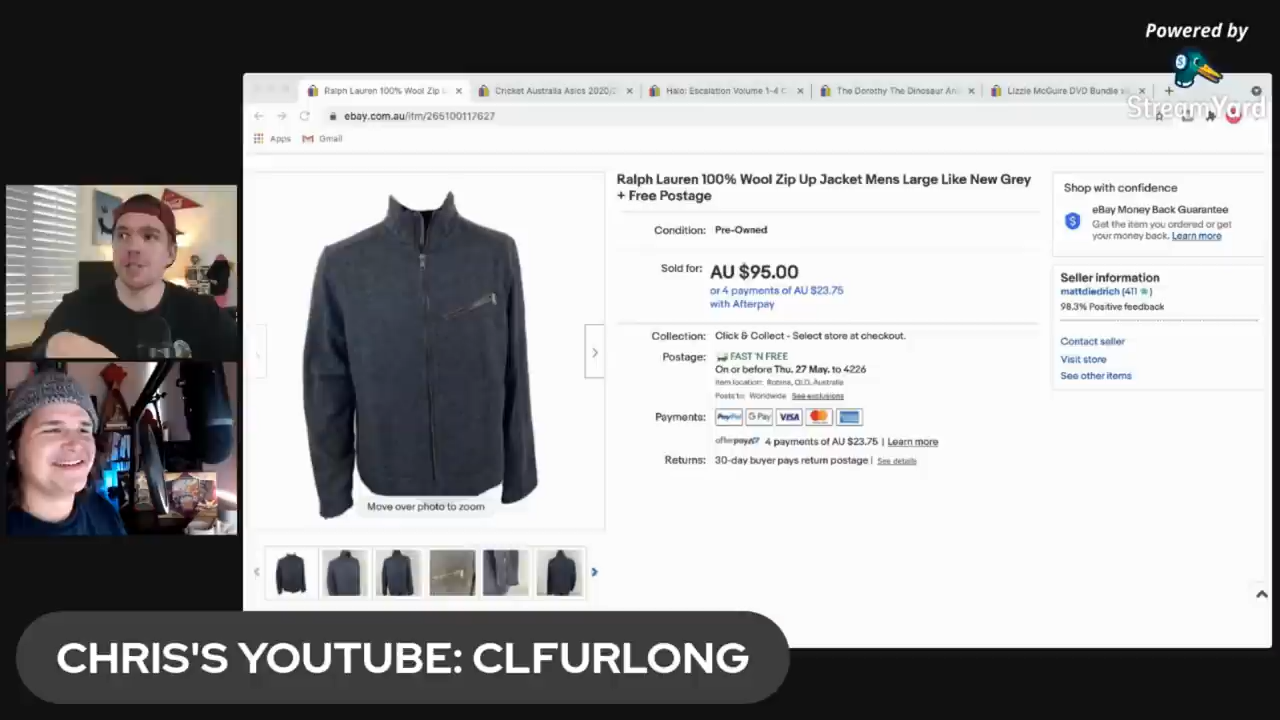 Powered by
StreamYard
Ralph Lauren 100% Wool Zip
Cricket Australia Asics 2020/2
Halo: Escalation Volume 1-4 C
The Dorothy The Dinosaur An
Lizzie McGuire DVD Bundle
ebay.com.au/itm/265100117627
Apps
Gmail
Ralph Lauren 100% Wool Zip Up Jacket Mens Large Like New Grey
+ Free Postage
Condition: Pre-Owned
Sold for: AU $95.00
or 4 payments of AU $23.75
with Afterpay
Collection: Click & Collect - Select store at checkout.
Postage: FAST 'N FREE
On or before Thu. 27 May. to 4226
Item location: Robina, QLD, Australia
Posts to: Worldwide See exclusions
Payments: PayPal G Pay VISA
afterpay 4 payments of AU $23.75 | Learn more
Returns: 30-day buyer pays return postage | See details
Shop with confidence
eBay Money Back Guarantee
Get the item you ordered or get
your money back. Learn more
Seller information
mattdiedrich (411)
98.3% Positive feedback
Contact seller
Visit store
See other items
Move over photo to zoom
CHRIS'S YOUTUBE: CLFURLONG